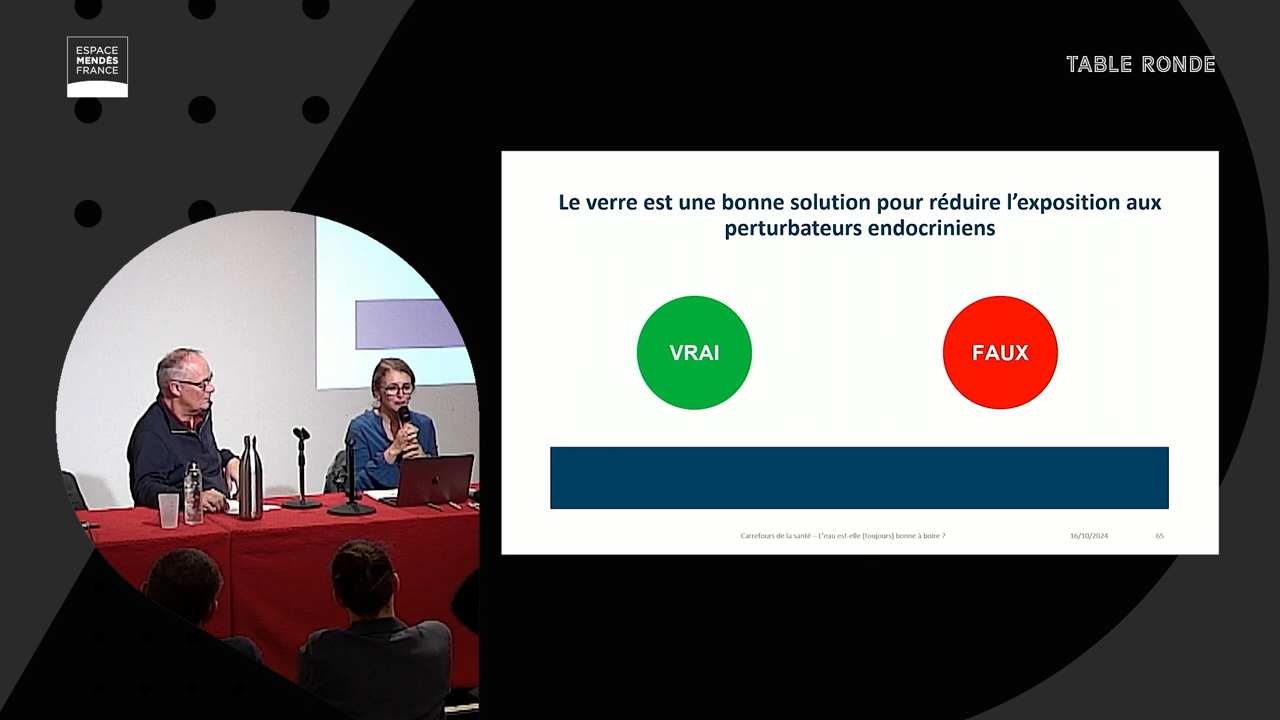 ESPACE
MENDÈS
FRANCE
TABLE RONDE
Le verre est une bonne solution pour réduire l’exposition aux
perturbateurs endocriniens
VRAI
FAUX
Carrefours de la santé – L’eau est-elle (toujours) bonne à boire ?
16/10/2024
65